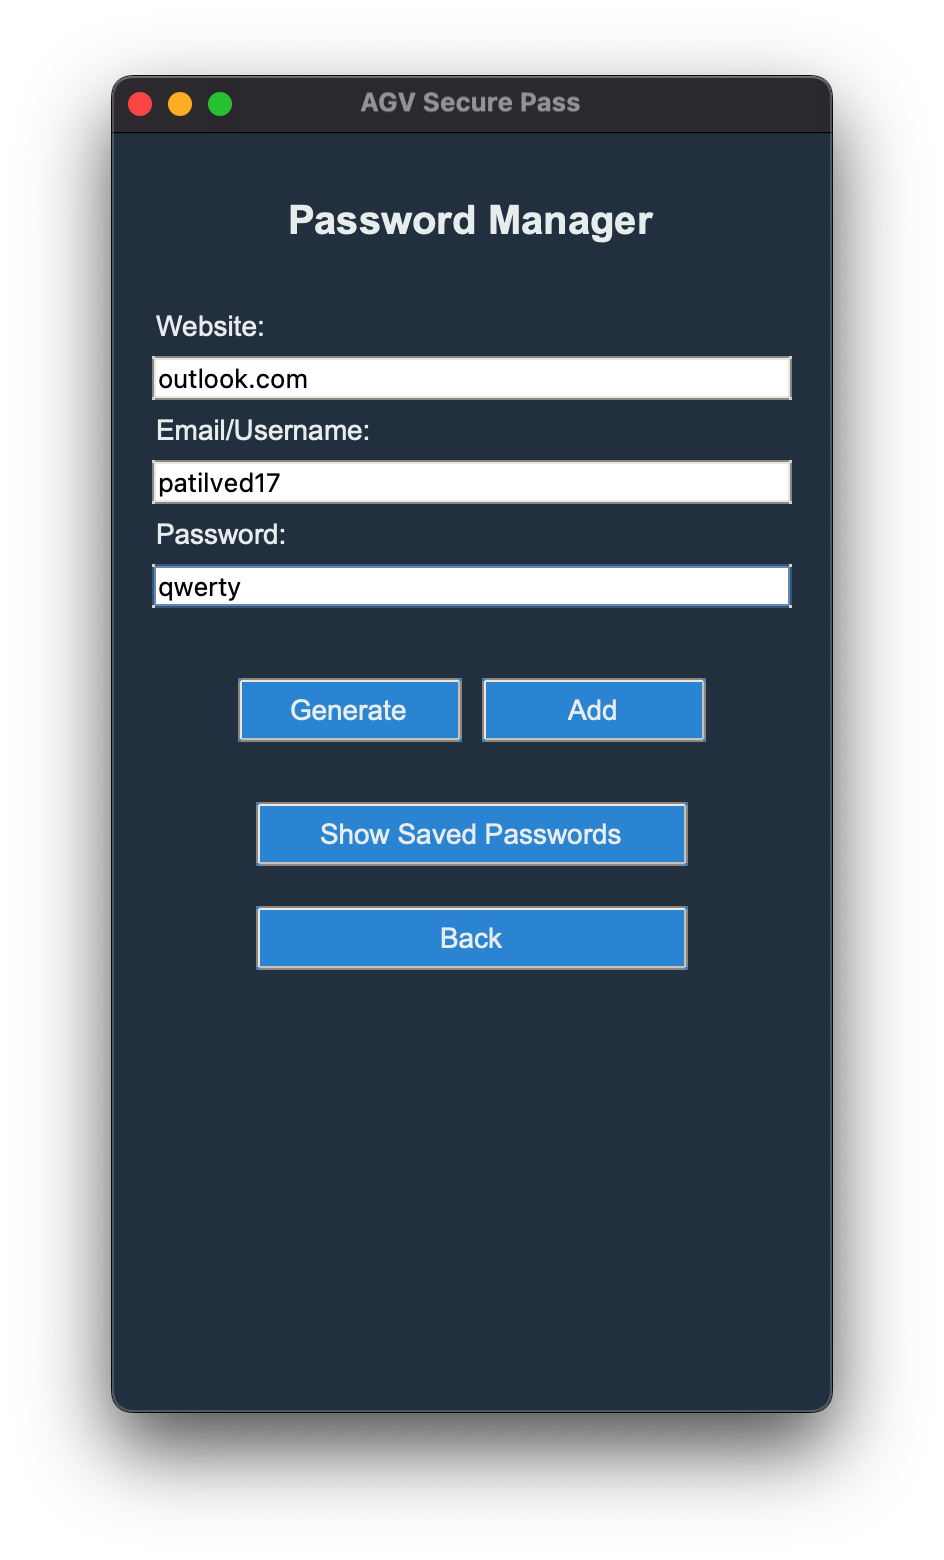 AGV Secure Pass
Password Manager
Website:
outlook.com
Email/Username:
patilved17
Password:
qwerty
Generate Add
Show Saved Passwords
Back